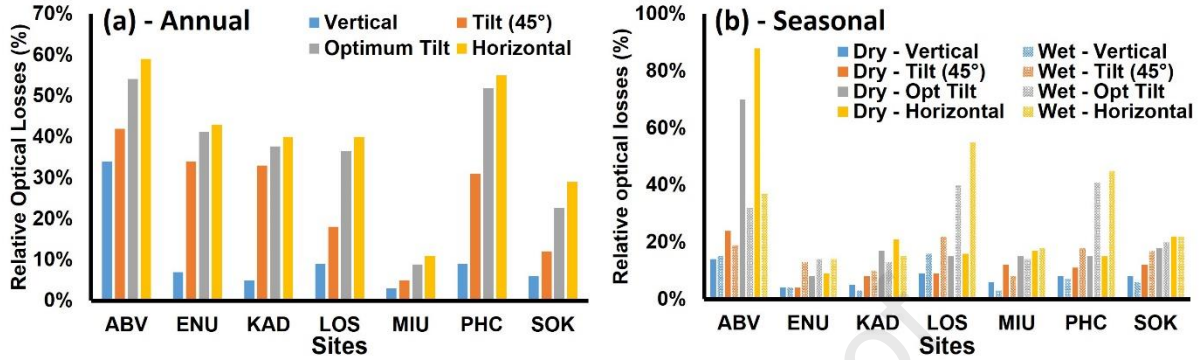 (a) - Annual
Vertical
Tilt (45°)
Optimum Tilt
Horizontal
Relative Optical Losses (%)
70%
60%
50%
40%
30%
20%
10%
0%
ABV ENU KAD LOS MIU PHC SOK
Sites
(b) - Seasonal
Dry - Vertical
Wet - Vertical
Dry - Tilt (45°)
Wet - Tilt (45°)
Dry - Opt Tilt
Wet - Opt Tilt
Dry - Horizontal
Wet - Horizontal
Relative optical losses (%)
100%
80%
60%
40%
20%
0%
ABV ENU KAD LOS MIU PHC SOK
Sites